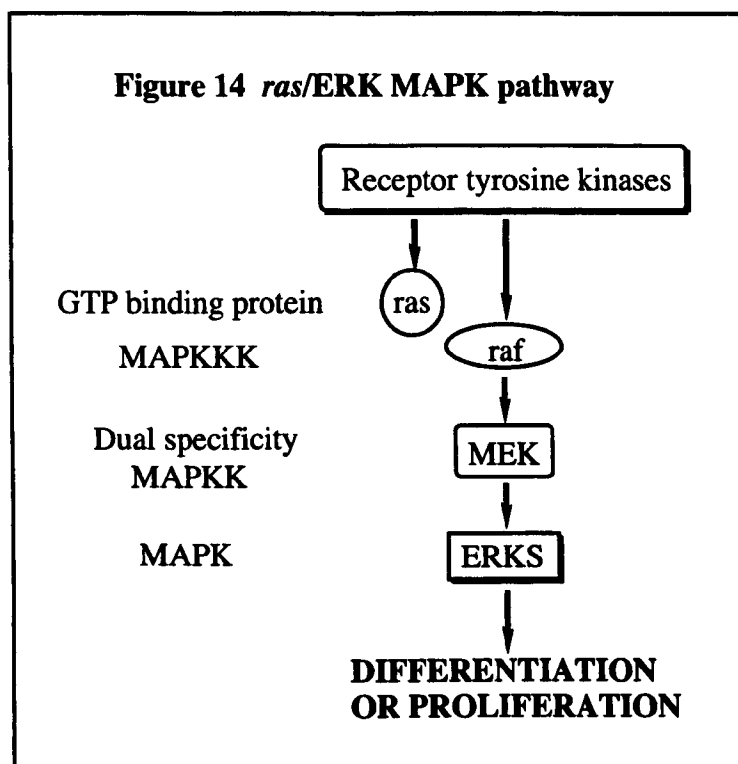 Figure 14 ras/ERK MAPK pathway
Receptor tyrosine kinases
GTP binding protein
ras
MAPKKK
raf
Dual specificity
MAPKK
MEK
MAPK
ERKS
DIFFERENTIATION
OR PROLIFERATION